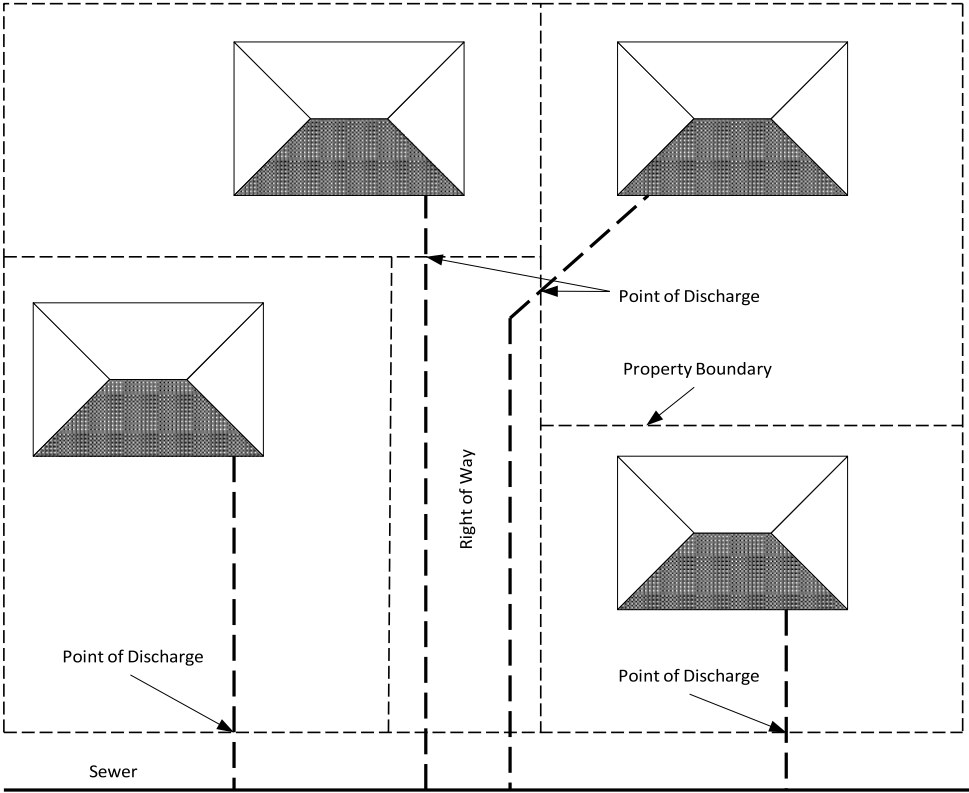 Point of Discharge
Property Boundary
Right of Way
Point of Discharge
Point of Discharge
Sewer